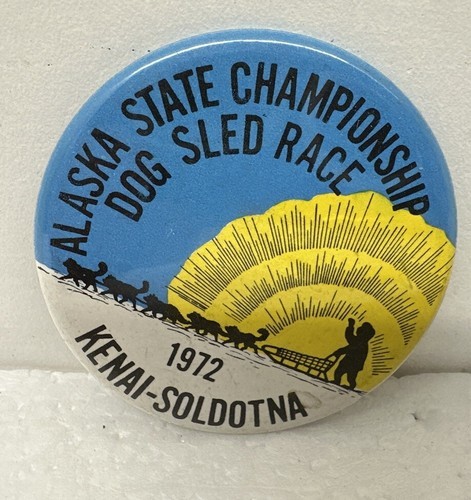 ALASKA STATE CHAMPIONSHIP
DOG SLED RACE
1972
KENAI-SOLDOTNA